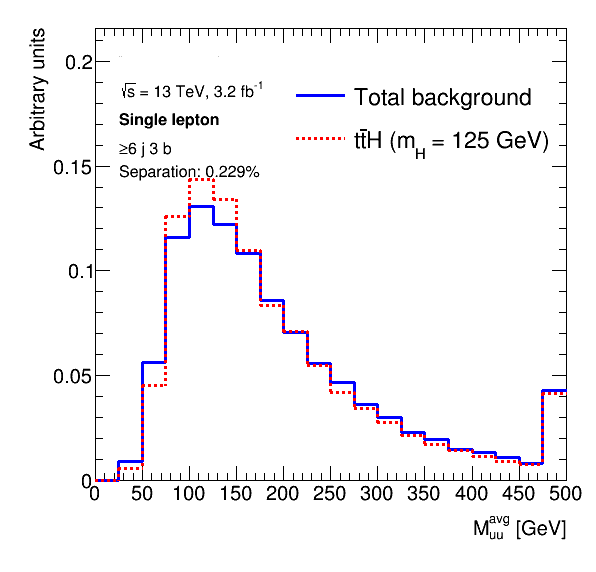 Arbitrary units
0.2
0.15
0.1
0.05
0
√s = 13 TeV, 3.2 fb⁻¹
Single lepton
≥6 j 3 b
Separation: 0.229%
Total background
tt̄H (m_H = 125 GeV)
0 50 100 150 200 250 300 350 400 450 500
M_uu^avg [GeV]